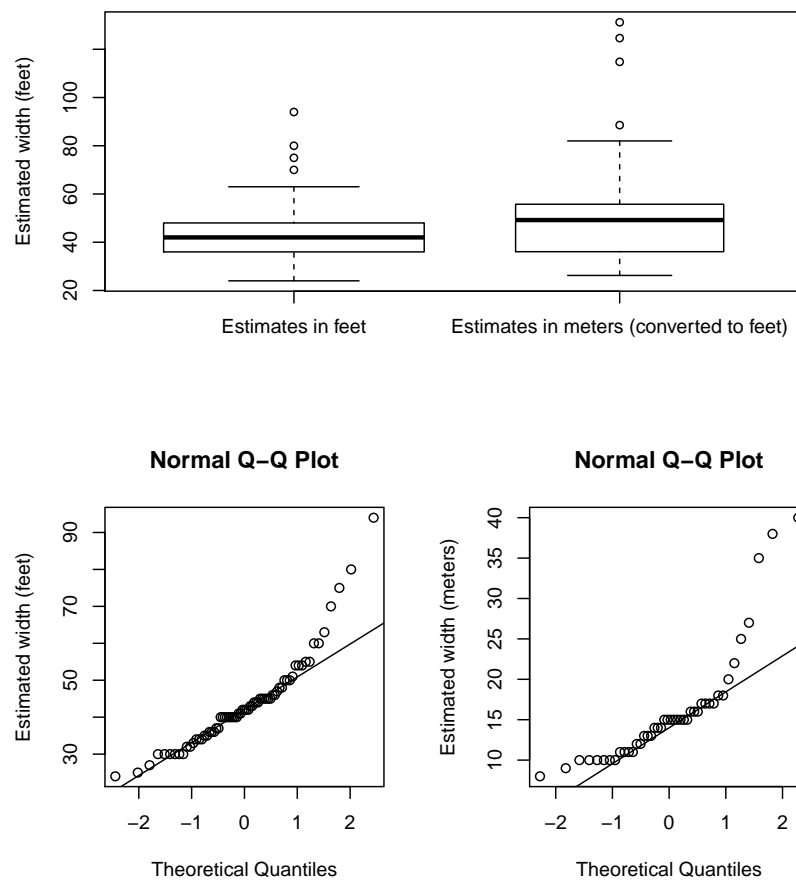 Estimated width (feet)
20 40 60 80 100
Estimates in feet
Estimates in meters (converted to feet)
Normal Q−Q Plot
Estimated width (feet)
30 50 70 90
−2 −1 0 1 2
Theoretical Quantiles
Normal Q−Q Plot
Estimated width (meters)
10 15 20 25 30 35 40
−2 −1 0 1 2
Theoretical Quantiles